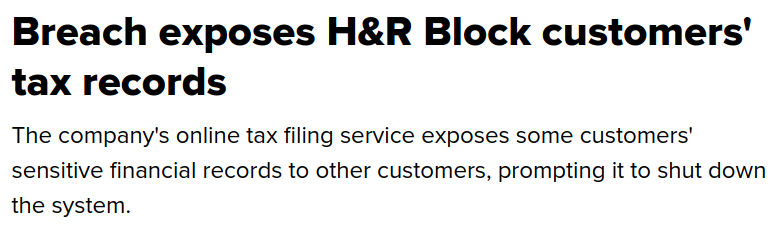 Breach exposes H&R Block customers'
tax records
The company's online tax filing service exposes some customers'
sensitive financial records to other customers, prompting it to shut down
the system.